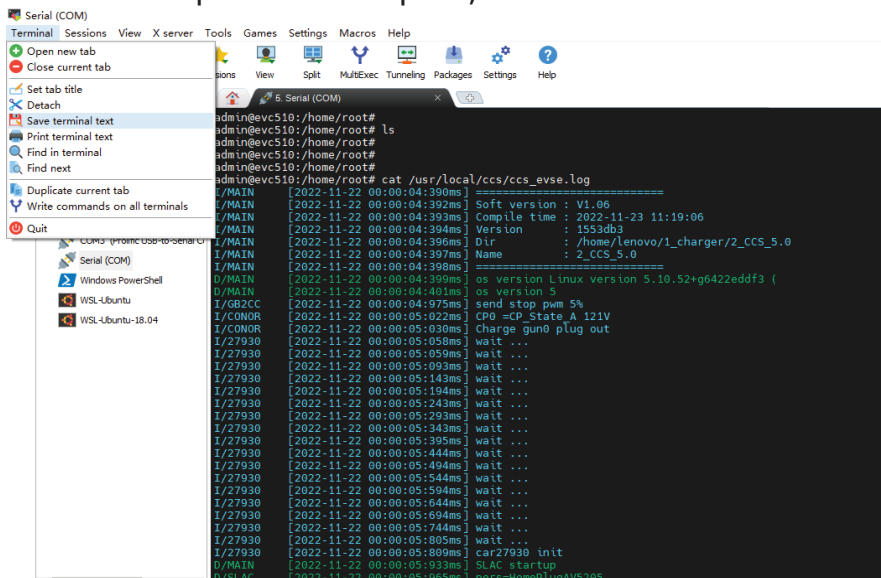 Serial (COM)
Terminal Sessions View X server Tools Games Settings Macros Help
Open new tab
Close current tab
Set tab title
Detach
Save terminal text
Print terminal text
Find in terminal
Find next
Duplicate current tab
Write commands on all terminals
Quit
sions View Split MultiExec Tunneling Packages Settings Help
5. Serial (COM)
Serial (COM)
Windows PowerShell
WSL-Ubuntu
WSL-Ubuntu-18.04
admin@evc510:/home/root#
admin@evc510:/home/root# ls
admin@evc510:/home/root#
admin@evc510:/home/root#
admin@evc510:/home/root# cat /usr/local/ccs/ccs_evse.log
I/MAIN [2022-11-22 00:00:04:390ms] ===========================
I/MAIN [2022-11-22 00:00:04:392ms] Soft version : V1.06
I/MAIN [2022-11-22 00:00:04:393ms] Compile time : 2022-11-23 11:19:06
I/MAIN [2022-11-22 00:00:04:394ms] Version : 1553db3
I/MAIN [2022-11-22 00:00:04:396ms] Dir : /home/lenovo/1_charger/2_CCS_5.0
I/MAIN [2022-11-22 00:00:04:397ms] Name : 2_CCS_5.0
I/MAIN [2022-11-22 00:00:04:398ms] ===========================
D/MAIN [2022-11-22 00:00:04:399ms] os version Linux version 5.10.52+g6422eddf3 (
D/MAIN [2022-11-22 00:00:04:401ms] os version 5
I/GB2CC [2022-11-22 00:00:04:975ms] send stop pwm 5%
I/CONOR [2022-11-22 00:00:05:022ms] CP0 =CP_State_A 121V
I/CONOR [2022-11-22 00:00:05:030ms] Charge gun0 plug out
I/27930 [2022-11-22 00:00:05:058ms] wait ...
I/27930 [2022-11-22 00:00:05:059ms] wait ...
I/27930 [2022-11-22 00:00:05:093ms] wait ...
I/27930 [2022-11-22 00:00:05:143ms] wait ...
I/27930 [2022-11-22 00:00:05:194ms] wait ...
I/27930 [2022-11-22 00:00:05:243ms] wait ...
I/27930 [2022-11-22 00:00:05:293ms] wait ...
I/27930 [2022-11-22 00:00:05:343ms] wait ...
I/27930 [2022-11-22 00:00:05:395ms] wait ...
I/27930 [2022-11-22 00:00:05:444ms] wait ...
I/27930 [2022-11-22 00:00:05:494ms] wait ...
I/27930 [2022-11-22 00:00:05:544ms] wait ...
I/27930 [2022-11-22 00:00:05:594ms] wait ...
I/27930 [2022-11-22 00:00:05:644ms] wait ...
I/27930 [2022-11-22 00:00:05:694ms] wait ...
I/27930 [2022-11-22 00:00:05:744ms] wait ...
I/27930 [2022-11-22 00:00:05:805ms] wait ...
I/27930 [2022-11-22 00:00:05:809ms] car27930 init
D/MAIN [2022-11-22 00:00:05:933ms] SLAC startup